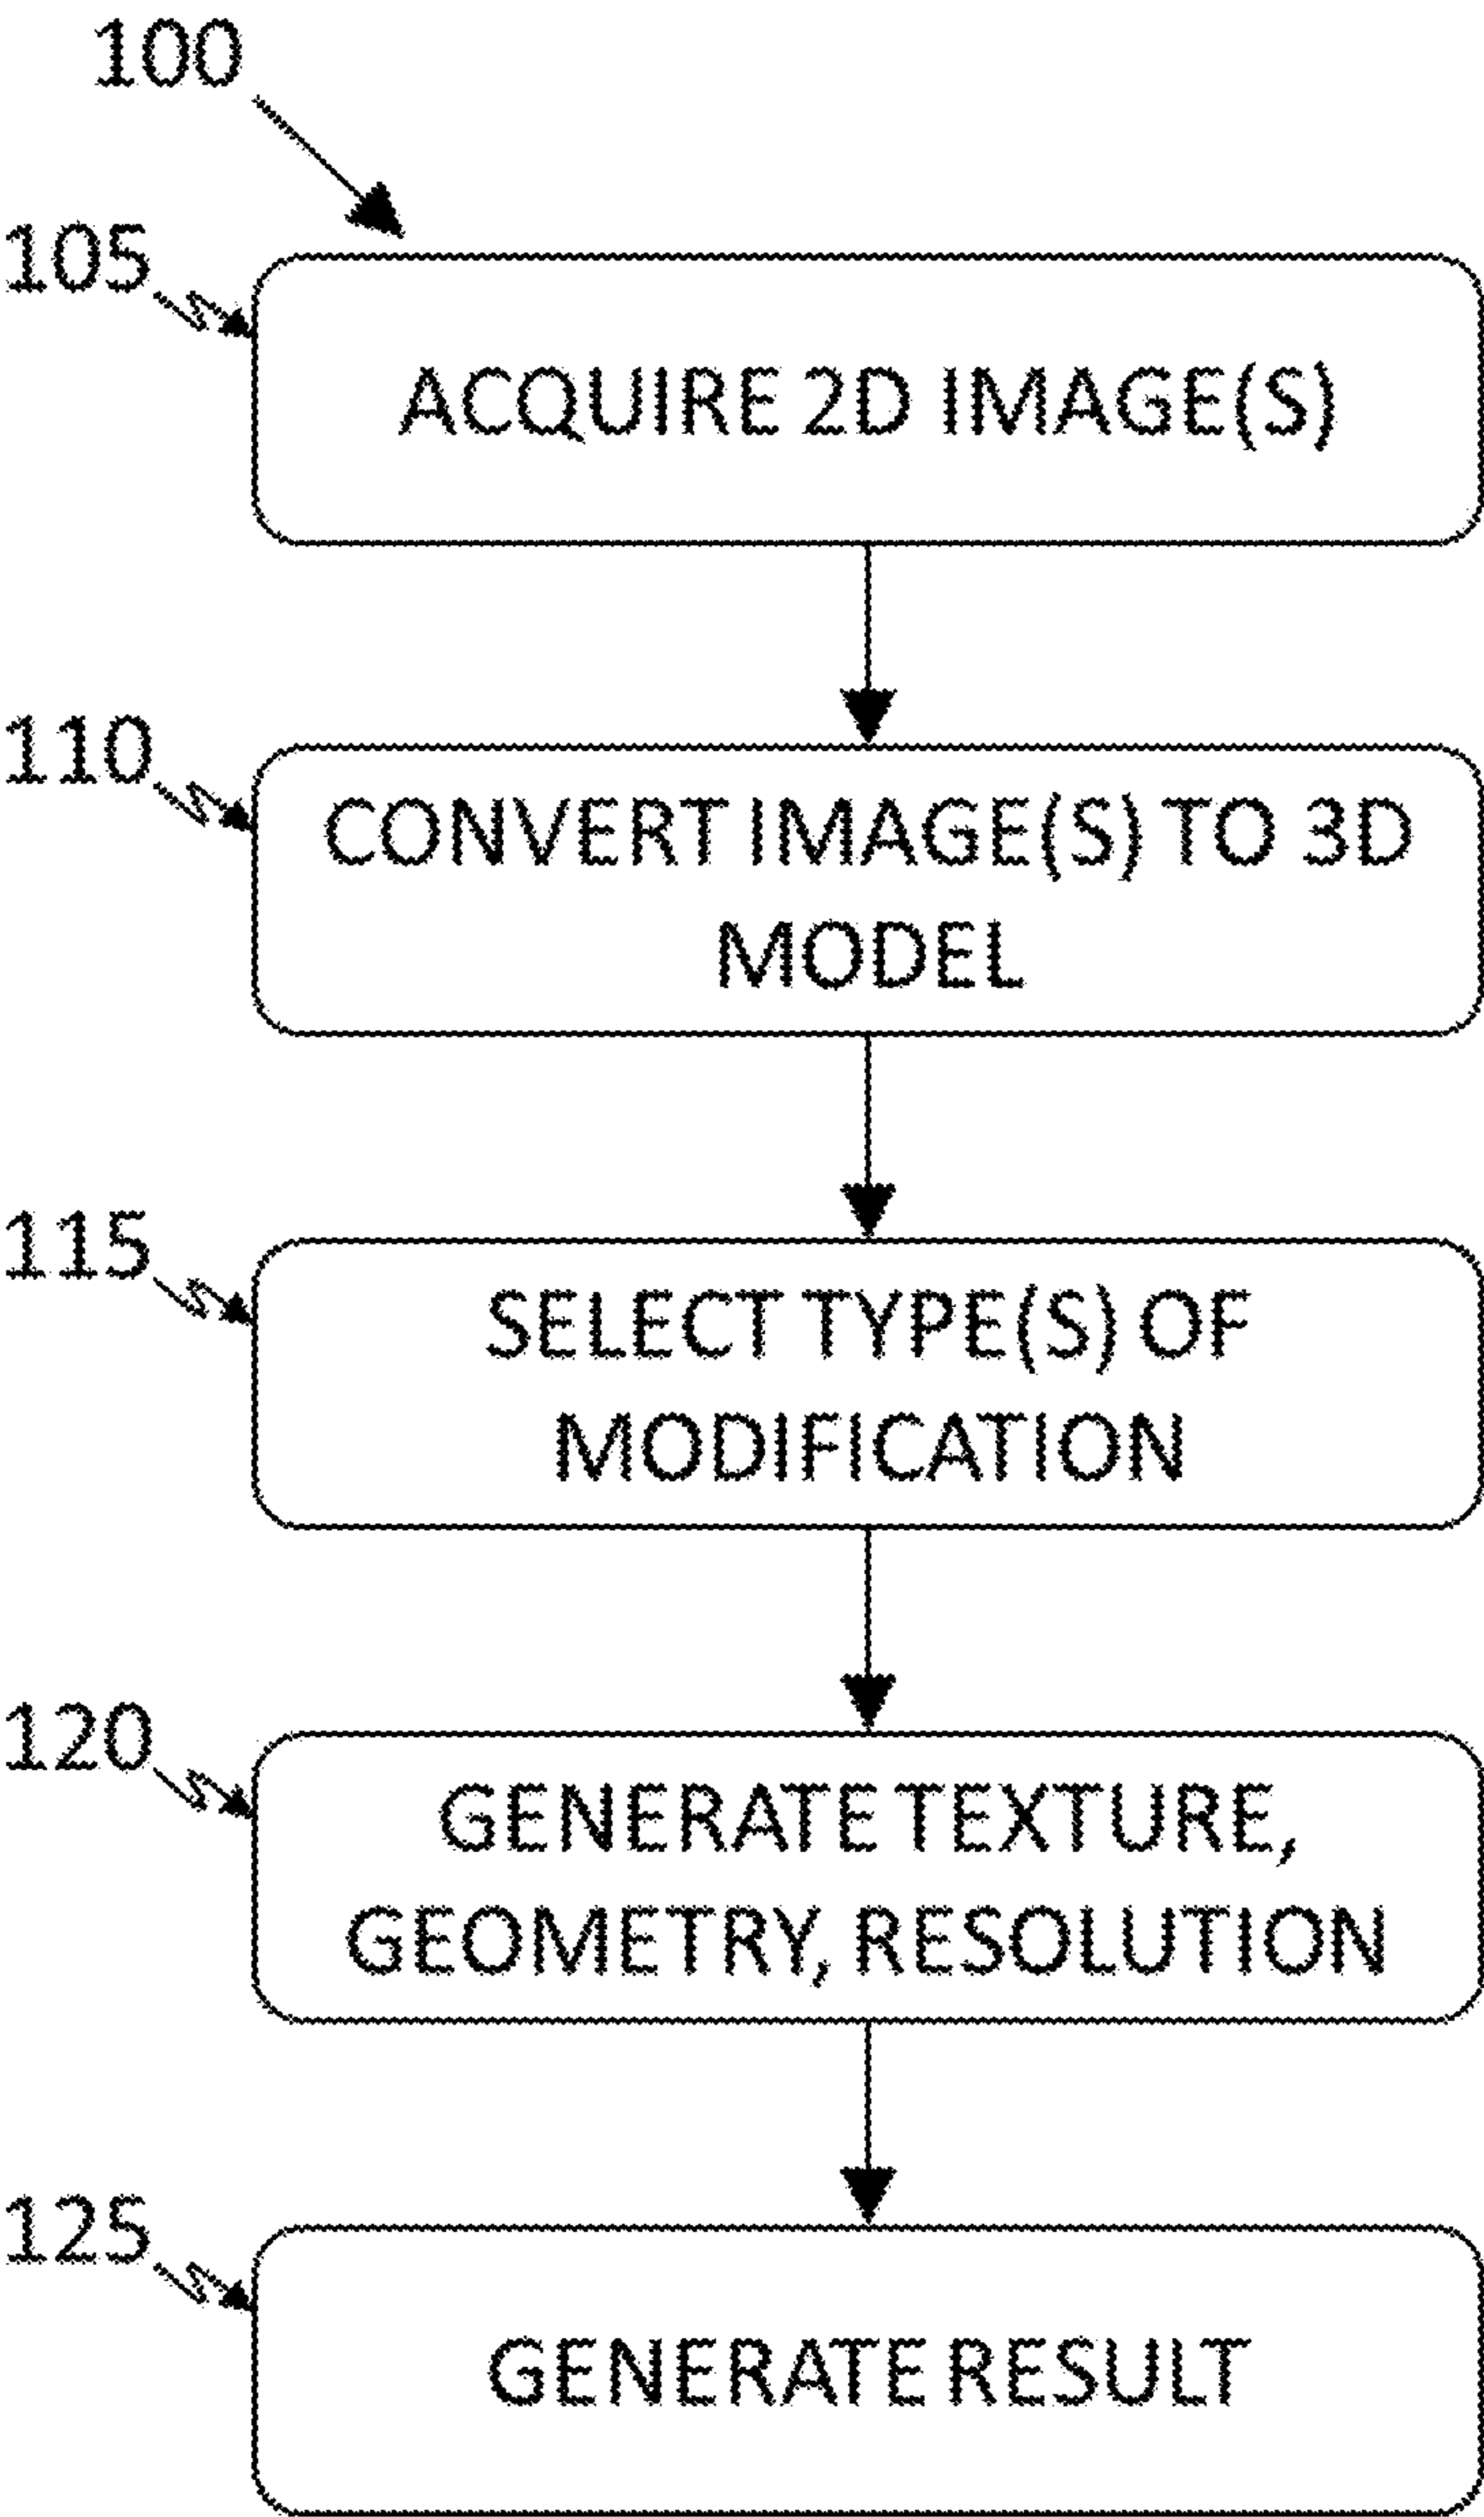 100
105
ACQUIRE 2D IMAGE(S)
110
CONVERT IMAGE(S) TO 3D
MODEL
115
SELECT TYPE(S) OF
MODIFICATION
120
GENERATE TEXTURE,
GEOMETRY, RESOLUTION
125
GENERATE RESULT